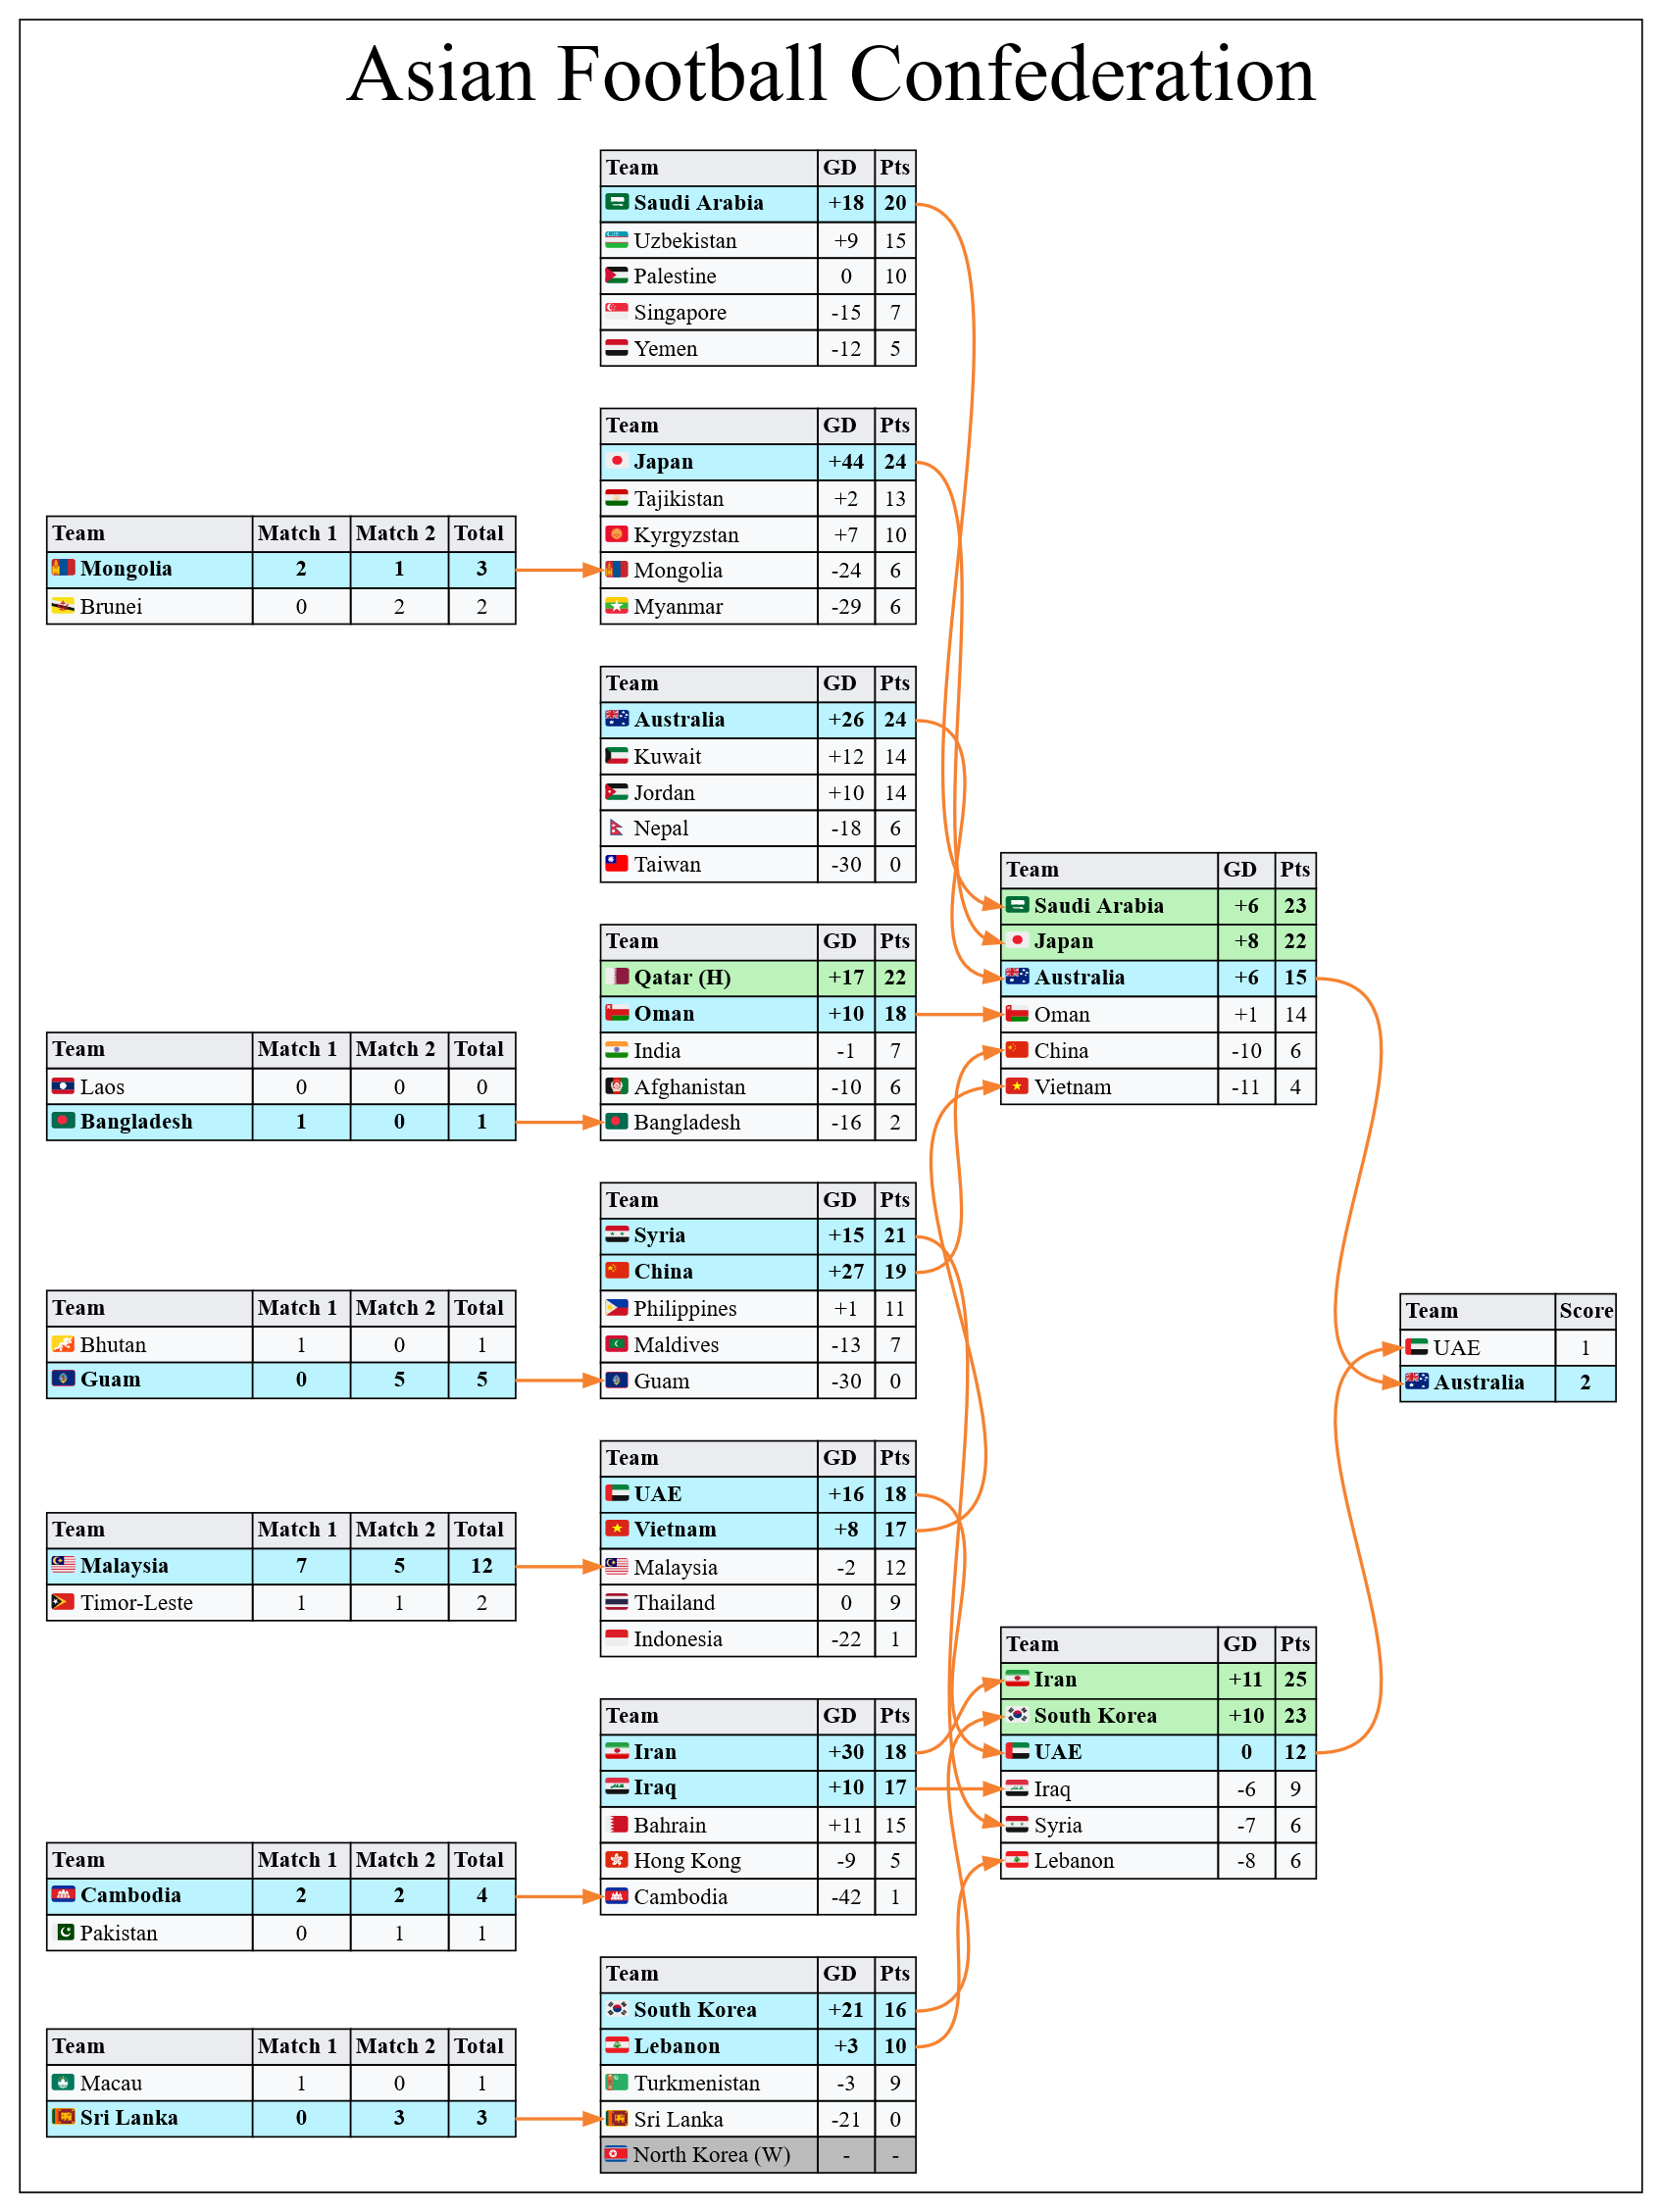 Asian Football Confederation
Team GD Pts
Saudi Arabia +18 20
Uzbekistan +9 15
Palestine 0 10
Singapore -15 7
Yemen -12 5
Team GD Pts
Japan +44 24
Tajikistan +2 13
Kyrgyzstan +7 10
Mongolia -24 6
Myanmar -29 6
Team Match 1 Match 2 Total
Mongolia 2 1 3
Brunei 0 2 2
Team GD Pts
Australia +26 24
Kuwait +12 14
Jordan +10 14
Nepal -18 6
Taiwan -30 0
Team GD Pts
Saudi Arabia +6 23
Japan +8 22
Australia +6 15
Oman +1 14
China -10 6
Vietnam -11 4
Team GD Pts
Qatar (H) +17 22
Oman +10 18
India -1 7
Afghanistan -10 6
Bangladesh -16 2
Team Match 1 Match 2 Total
Laos 0 0 0
Bangladesh 1 0 1
Team GD Pts
Syria +15 21
China +27 19
Philippines +1 11
Maldives -13 7
Guam -30 0
Team Match 1 Match 2 Total
Bhutan 1 0 1
Guam 0 5 5
Team Score
UAE 1
Australia 2
Team GD Pts
UAE +16 18
Vietnam +8 17
Malaysia -2 12
Thailand 0 9
Indonesia -22 1
Team Match 1 Match 2 Total
Malaysia 7 5 12
Timor-Leste 1 1 2
Team GD Pts
Iran +11 25
South Korea +10 23
UAE 0 12
Iraq -6 9
Syria -7 6
Lebanon -8 6
Team GD Pts
Iran +30 18
Iraq +10 17
Bahrain +11 15
Hong Kong -9 5
Cambodia -42 1
Team Match 1 Match 2 Total
Cambodia 2 2 4
Pakistan 0 1 1
Team GD Pts
South Korea +21 16
Lebanon +3 10
Turkmenistan -3 9
Sri Lanka -21 0
North Korea (W) - -
Team Match 1 Match 2 Total
Macau 1 0 1
Sri Lanka 0 3 3